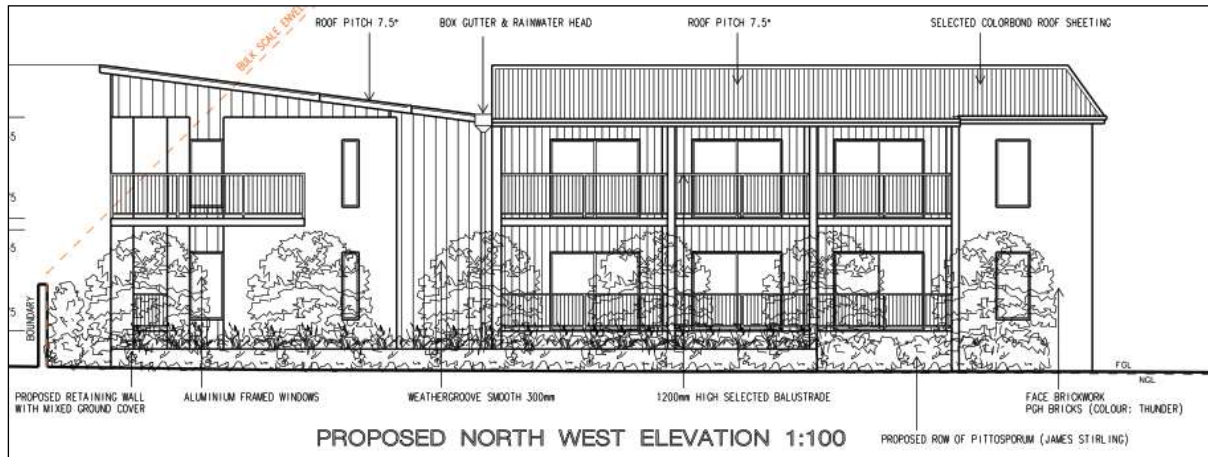 BULK SCALE ENVE
ROOF PITCH 7.5°
BOX GUTTER & RAINWATER HEAD
ROOF PITCH 7.5°
SELECTED COLORBOND ROOF SHEETING
BOUNDARY
FGL
NGL
PROPOSED RETAINING WALL
WITH MIXED GROUND COVER
ALUMINIUM FRAMED WINDOWS
WEATHERGROOVE SMOOTH 300mm
1200mm HIGH SELECTED BALUSTRADE
FACE BRICKWORK
PGH BRICKS (COLOUR: THUNDER)
PROPOSED NORTH WEST ELEVATION 1:100
PROPOSED ROW OF PITTOSPORUM (JAMES STIRLING)